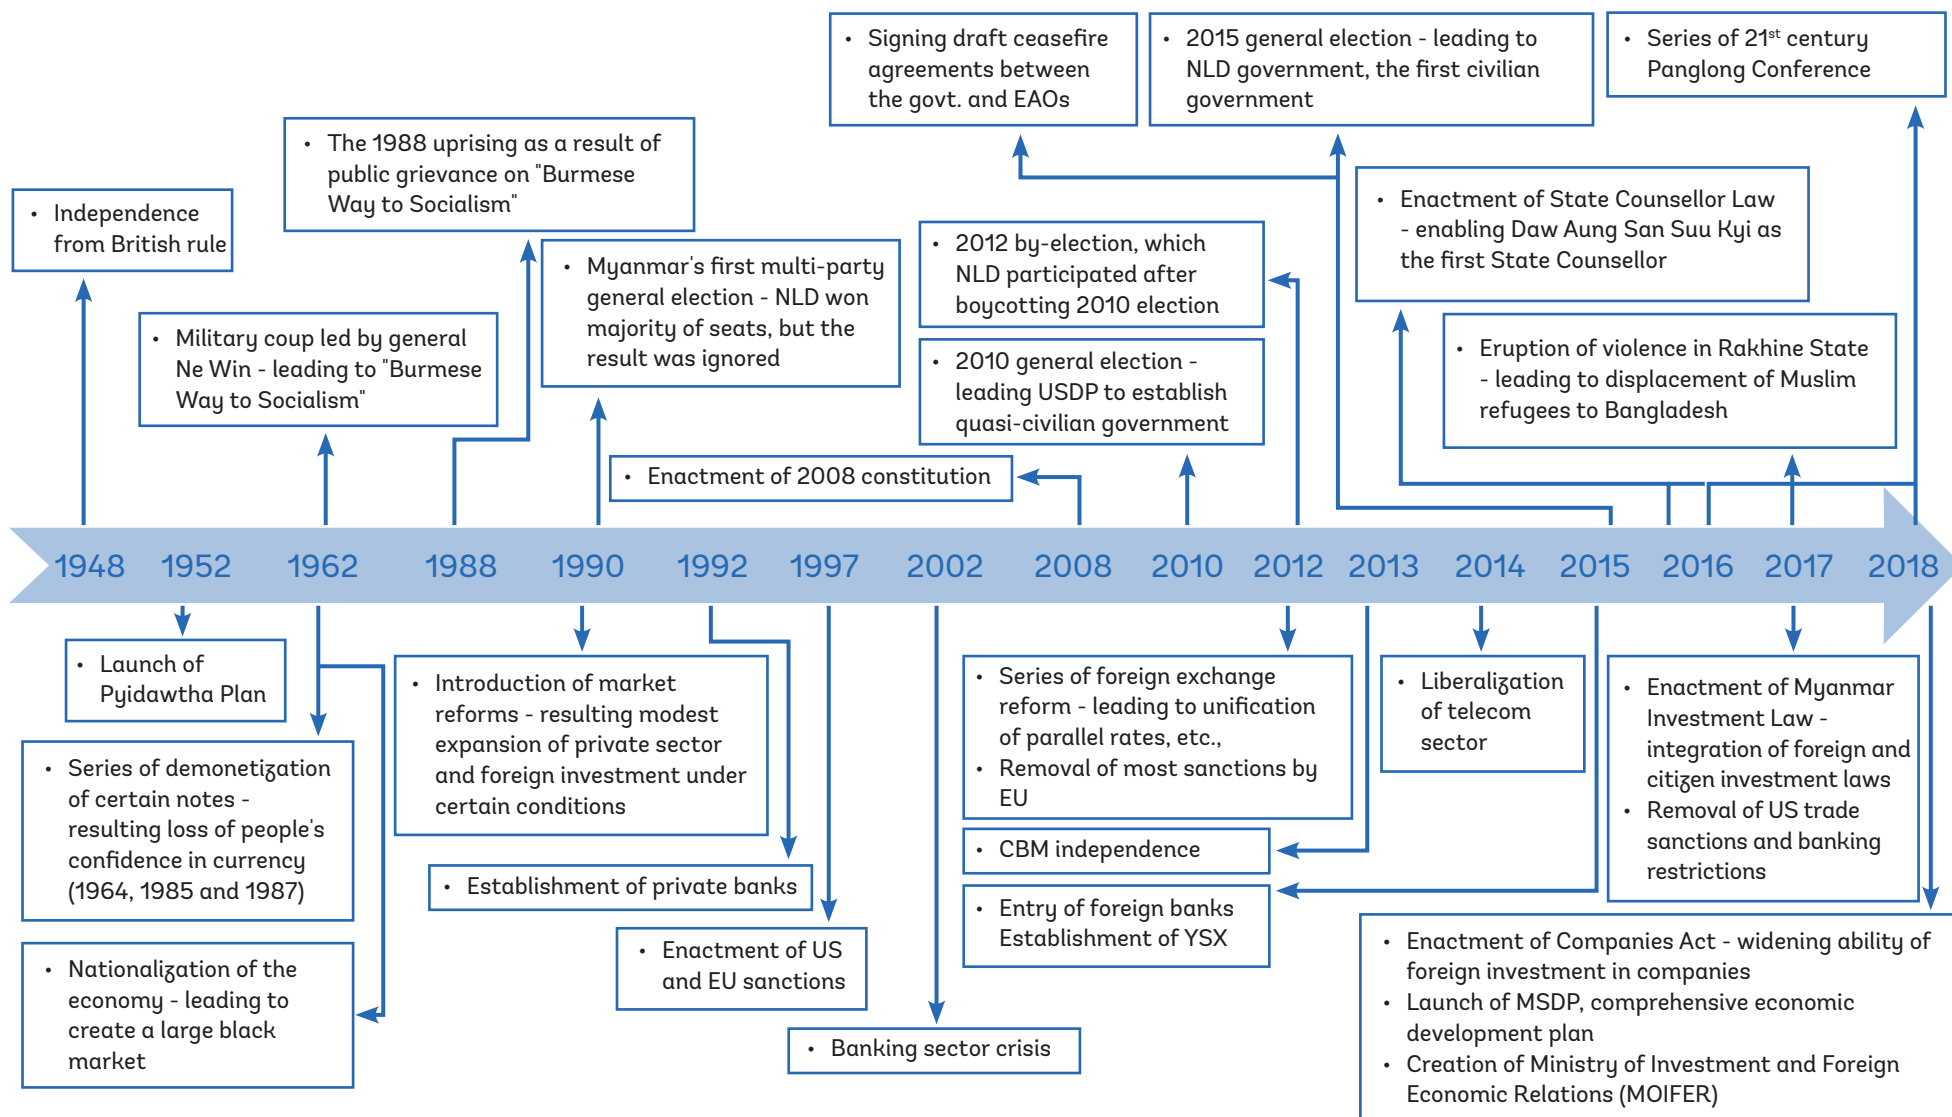 • Signing draft ceasefire
agreements between
the govt. and EAOs
• 2015 general election - leading to
NLD government, the first civilian
government
• Series of 21st century
Panglong Conference
• The 1988 uprising as a result of
public grievance on "Burmese
Way to Socialism"
• Independence
from British rule
• Enactment of State Counsellor Law
- enabling Daw Aung San Suu Kyi as
the first State Counsellor
• 2012 by-election, which
NLD participated after
boycotting 2010 election
• Myanmar's first multi-party
general election - NLD won
majority of seats, but the
result was ignored
• Military coup led by general
Ne Win - leading to "Burmese
Way to Socialism"
• 2010 general election -
leading USDP to establish
quasi-civilian government
• Eruption of violence in Rakhine State
- leading to displacement of Muslim
refugees to Bangladesh
• Enactment of 2008 constitution
1948 1952 1962 1988 1990 1992 1997 2002 2008 2010 2012 2013 2014 2015 2016 2017 2018
• Launch of
Pyidawtha Plan
• Series of demonetization
of certain notes -
resulting loss of people's
confidence in currency
(1964, 1985 and 1987)
• Nationalization of the
economy - leading to
create a large black
market
• Introduction of market
reforms - resulting modest
expansion of private sector
and foreign investment under
certain conditions
• Establishment of private banks
• Enactment of US
and EU sanctions
• Banking sector crisis
• Series of foreign exchange
reform - leading to unification
of parallel rates, etc.,
• Removal of most sanctions by
EU
• CBM independence
• Entry of foreign banks
Establishment of YSX
• Liberalization
of telecom
sector
• Enactment of Myanmar
Investment Law -
integration of foreign and
citizen investment laws
• Removal of US trade
sanctions and banking
restrictions
• Enactment of Companies Act - widening ability of
foreign investment in companies
• Launch of MSDP, comprehensive economic
development plan
• Creation of Ministry of Investment and Foreign
Economic Relations (MOIFER)